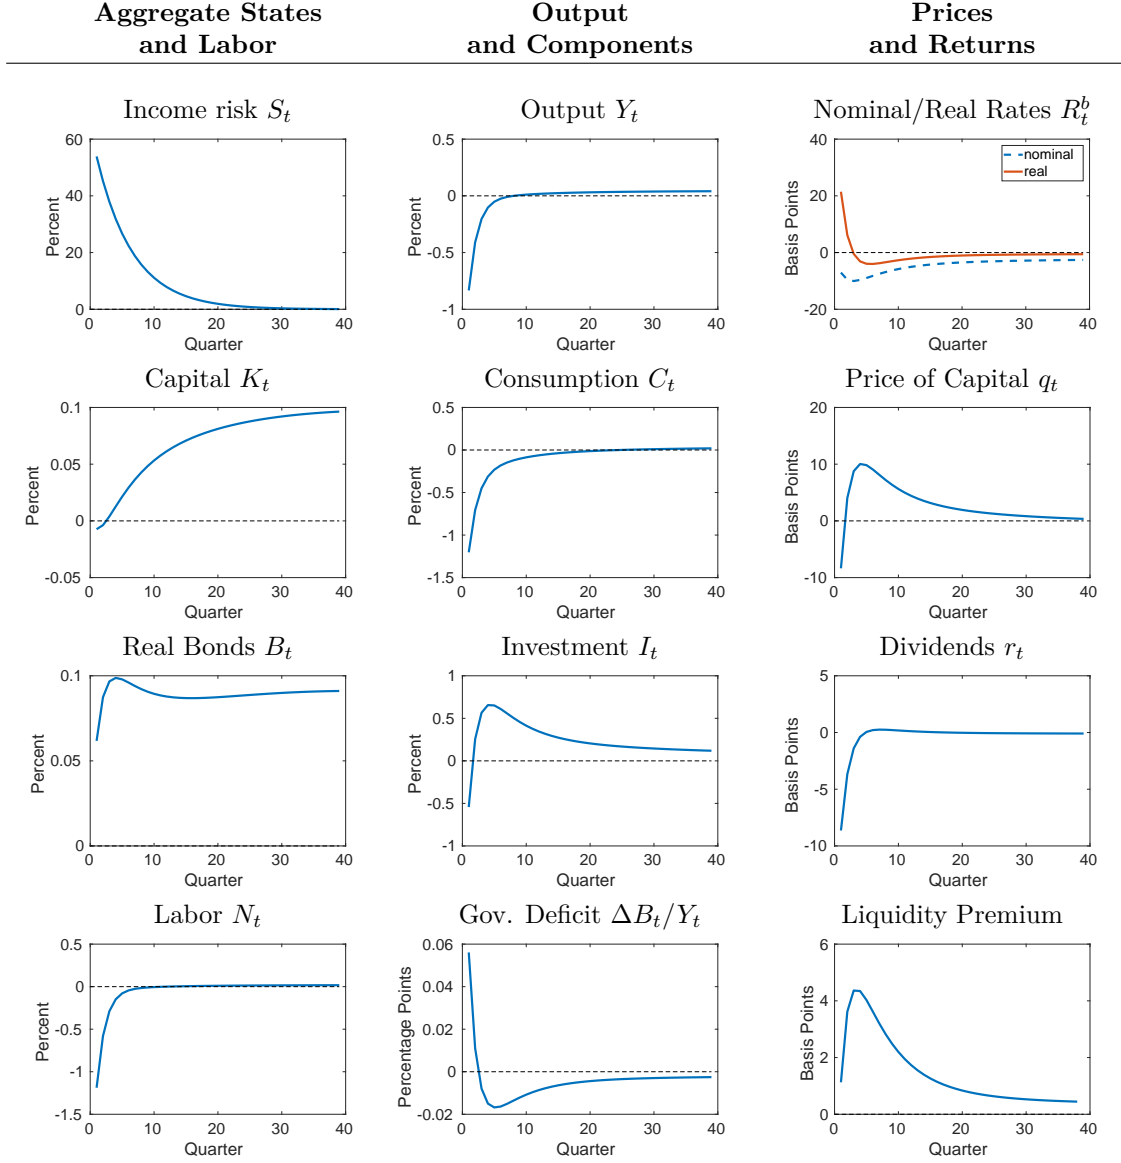 Aggregate States Output Prices
and Labor and Components and Returns
Income risk S_t
60
40
20
0
Percent
0 10 20 30 40
Quarter
Output Y_t
0.5
0
-0.5
-1
Percent
0 10 20 30 40
Quarter
Nominal/Real Rates R_t^b
40
20
0
-20
Basis Points
nominal
real
0 10 20 30 40
Quarter
Capital K_t
0.1
0.05
0
-0.05
Percent
0 10 20 30 40
Quarter
Consumption C_t
0.5
0
-0.5
-1
-1.5
Percent
0 10 20 30 40
Quarter
Price of Capital q_t
20
10
0
-10
Basis Points
0 10 20 30 40
Quarter
Real Bonds B_t
0.1
0.05
0
Percent
0 10 20 30 40
Quarter
Investment I_t
1
0.5
0
-0.5
-1
Percent
0 10 20 30 40
Quarter
Dividends r_t
5
0
-5
-10
Basis Points
0 10 20 30 40
Quarter
Labor N_t
0.5
0
-0.5
-1
-1.5
Percent
0 10 20 30 40
Quarter
Gov. Deficit ΔB_t/Y_t
0.06
0.04
0.02
0
-0.02
Percentage Points
0 10 20 30 40
Quarter
Liquidity Premium
6
4
2
0
Basis Points
0 10 20 30 40
Quarter